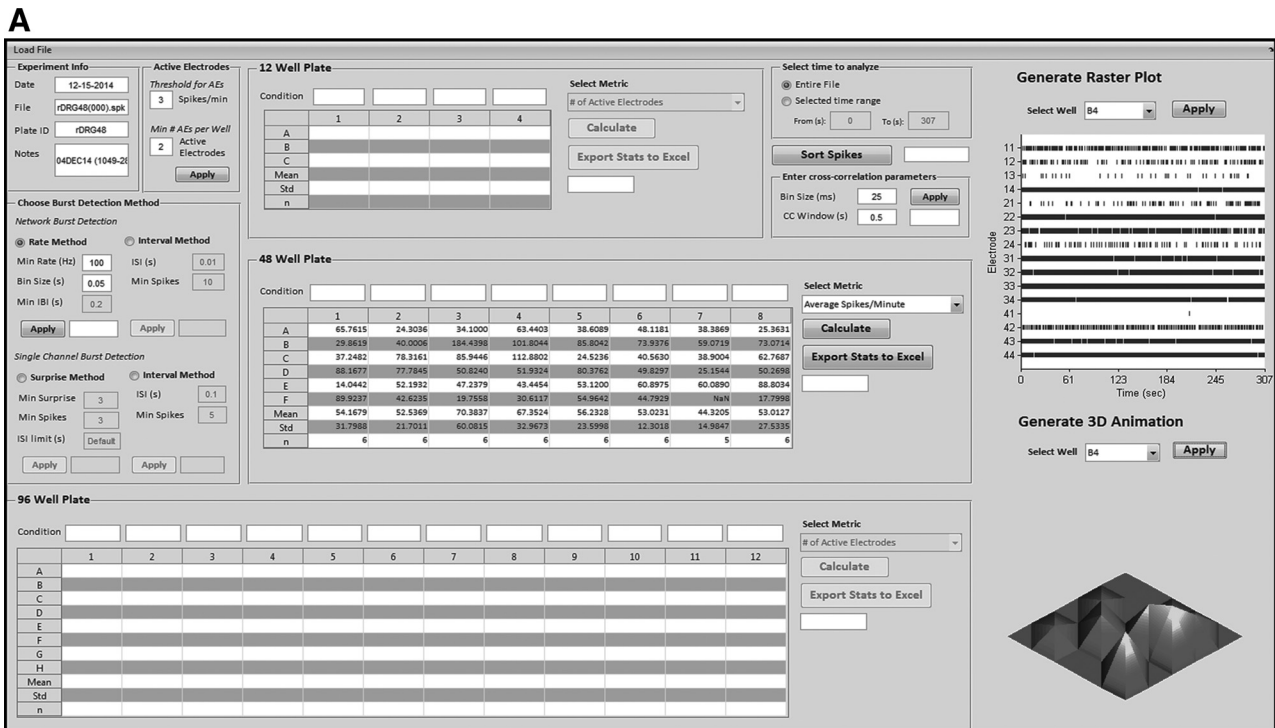 A
Load File
Experiment Info
Date 12-15-2014
File rDRG48(000).spk
Plate ID rDRG48
Notes 04DEC14 (1049-28
Active Electrodes
Threshold for AEs
3 Spikes/min
Min # AEs per Well
2 Active Electrodes
Apply
Choose Burst Detection Method
Network Burst Detection
Rate Method Interval Method
Min Rate (Hz) 100 ISI (s) 0.01
Bin Size (s) 0.05 Min Spikes 10
Min IBI (s) 0.2
Apply Apply
Single Channel Burst Detection
Surprise Method Interval Method
Min Surprise 3 ISI (s) 0.1
Min Spikes 3 Min Spikes 5
ISI limit (s) Default
Apply Apply
12 Well Plate
Condition
1 2 3 4
A
B
C
Mean
Std
n
Select Metric
# of Active Electrodes
Calculate
Export Stats to Excel
Select time to analyze
Entire File
Selected time range
From (s): 0 To (s): 307
Sort Spikes
Enter cross-correlation parameters
Bin Size (ms) 25 Apply
CC Window (s) 0.5
48 Well Plate
Condition
1 2 3 4 5 6 7 8
A 65.7615 24.3036 34.1000 63.4403 38.6089 48.1181 38.3869 25.3631
B 29.8619 40.0006 184.4398 101.8044 85.8042 73.9376 59.0719 73.0714
C 37.2482 78.3161 85.9446 112.8802 24.5236 40.5630 38.9004 62.7687
D 88.1677 77.7845 50.8240 51.9324 80.3762 49.8297 25.1544 50.2698
E 14.0442 52.1932 47.2379 43.4454 53.1200 60.8975 60.0890 88.8034
F 89.9237 42.6235 19.7558 30.6117 54.9642 44.7929 NaN 17.7998
Mean 54.1679 52.5369 70.3837 67.3524 56.2328 53.0231 44.3205 53.0127
Std 31.7988 21.7011 60.0815 32.9673 23.5998 12.3018 14.9847 27.5335
n 6 6 6 6 6 6 5 6
Select Metric
Average Spikes/Minute
Calculate
Export Stats to Excel
96 Well Plate
Condition
1 2 3 4 5 6 7 8 9 10 11 12
A
B
C
D
E
F
G
H
Mean
Std
n
Select Metric
# of Active Electrodes
Calculate
Export Stats to Excel
Generate Raster Plot
Select Well B4 Apply
Electrode
11
12
13
14
21
22
23
24
31
32
33
34
41
42
43
44
0 61 123 184 245 307
Time (sec)
Generate 3D Animation
Select Well B4 Apply